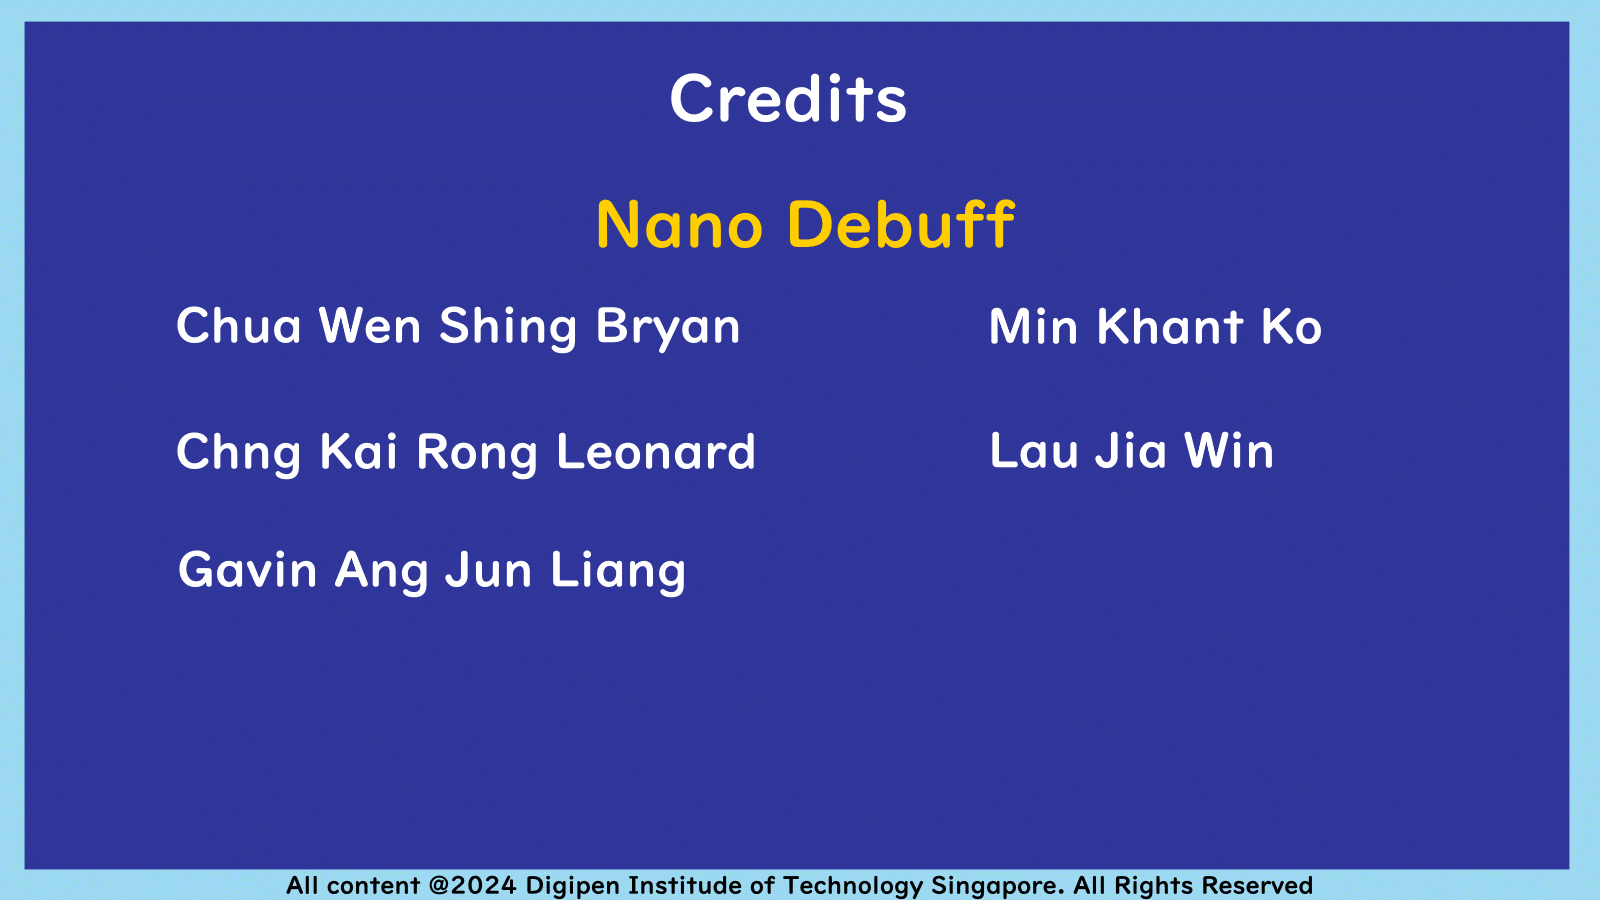 Credits
Nano Debuff
Chua Wen Shing Bryan
Min Khant Ko
Chng Kai Rong Leonard
Lau Jia Win
Gavin Ang Jun Liang
All content @2024 Digipen Institude of Technology Singapore. All Rights Reserved